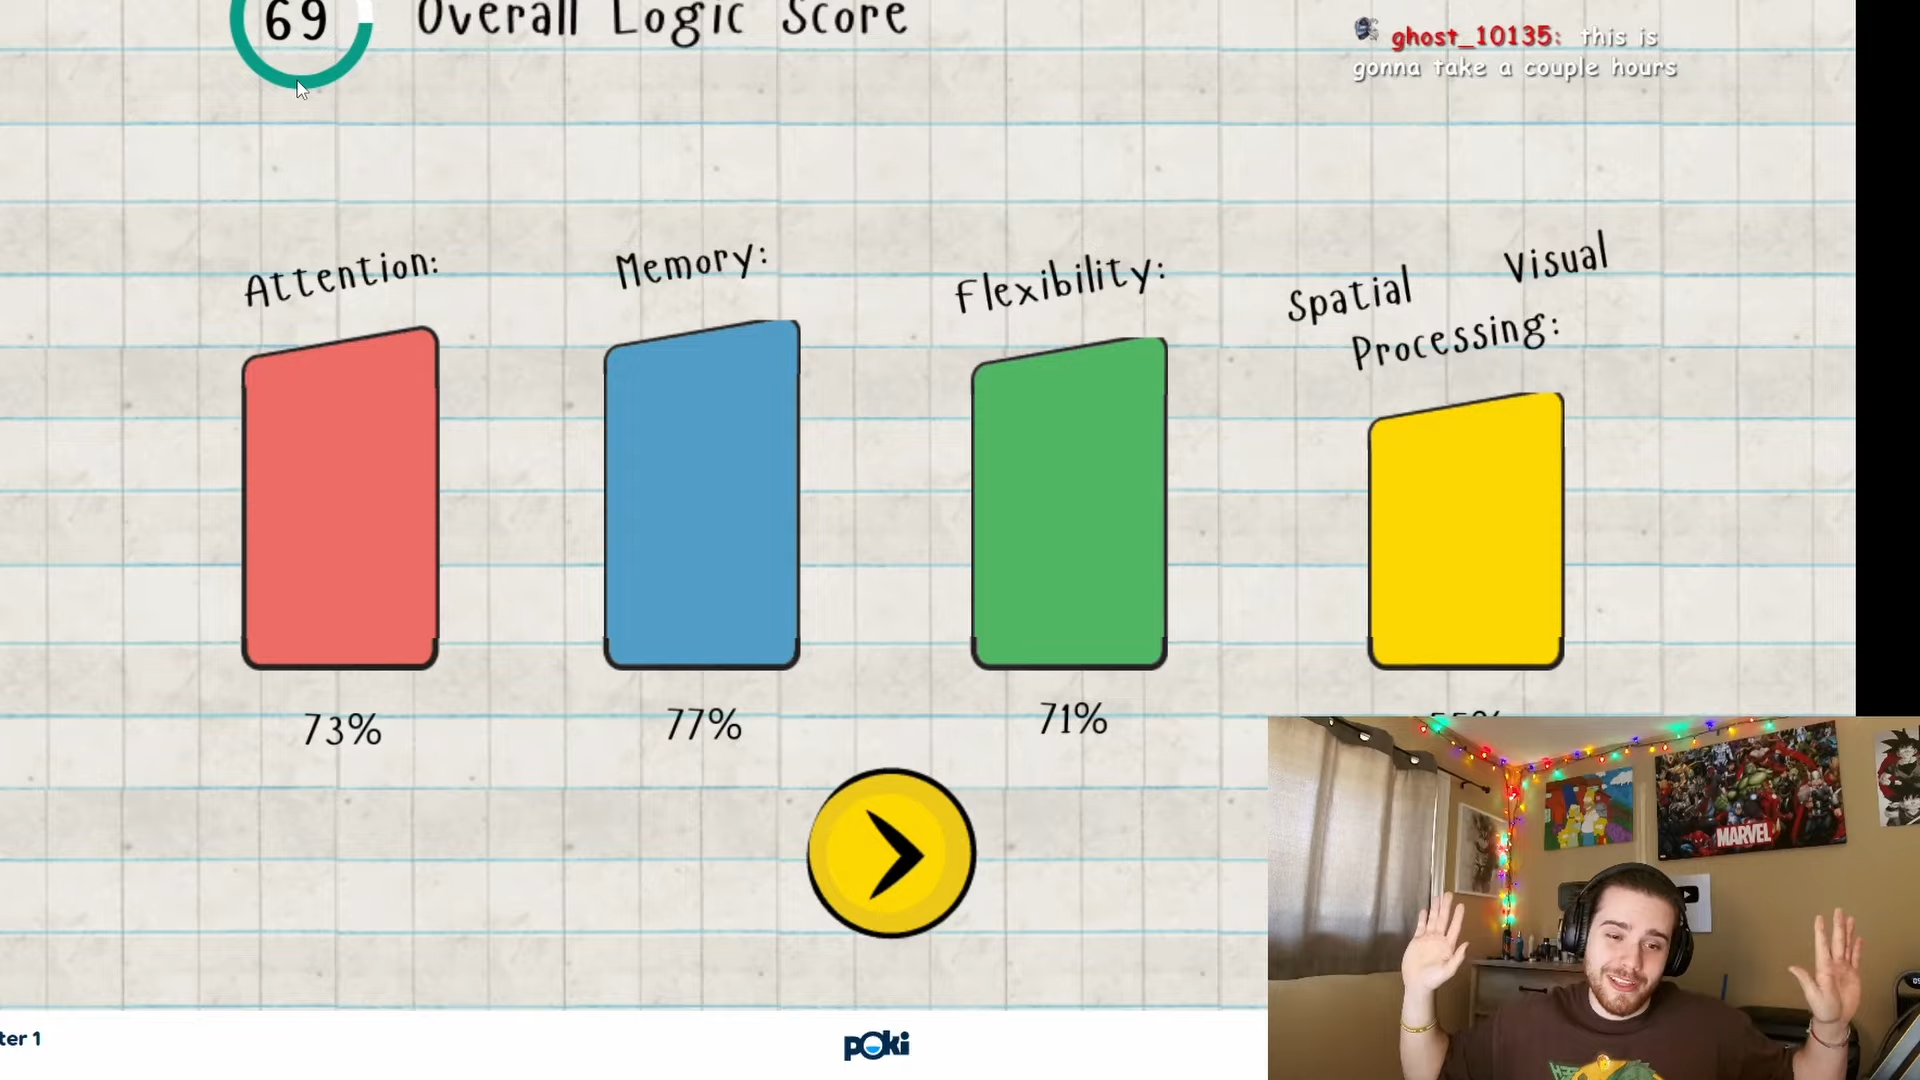 69
Overall Logic Score
ghost_10135: this is
gonna take a couple hours
Attention:
Memory:
Flexibility:
Spatial Visual
Processing:
73%
77%
71%
MARVEL
ter 1
poki